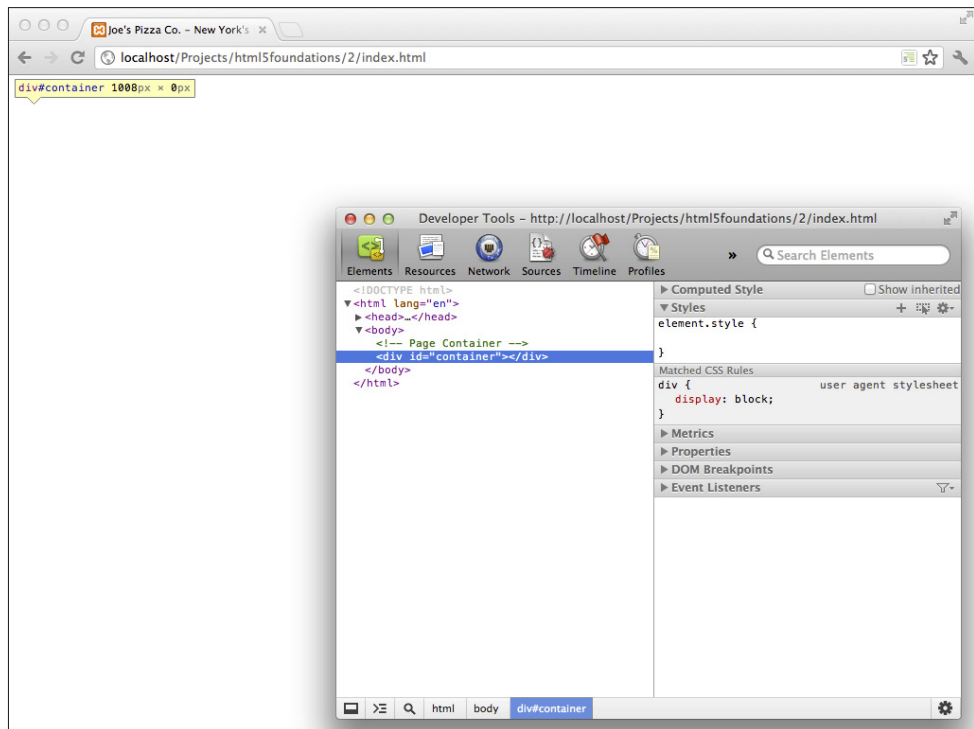 Joe's Pizza Co. – New York's
localhost/Projects/html5foundations/2/index.html
div#container 1008px × 0px
Developer Tools – http://localhost/Projects/html5foundations/2/index.html
Elements Resources Network Sources Timeline Profiles » Search Elements
<!DOCTYPE html>
▼<html lang="en">
▶<head>…</head>
▼<body>
<!-- Page Container -->
<div id="container"></div>
</body>
</html>
▶ Computed Style Show inherited
▼ Styles
element.style {
}
Matched CSS Rules
div { user agent stylesheet
display: block;
}
▶ Metrics
▶ Properties
▶ DOM Breakpoints
▶ Event Listeners
html body div#container